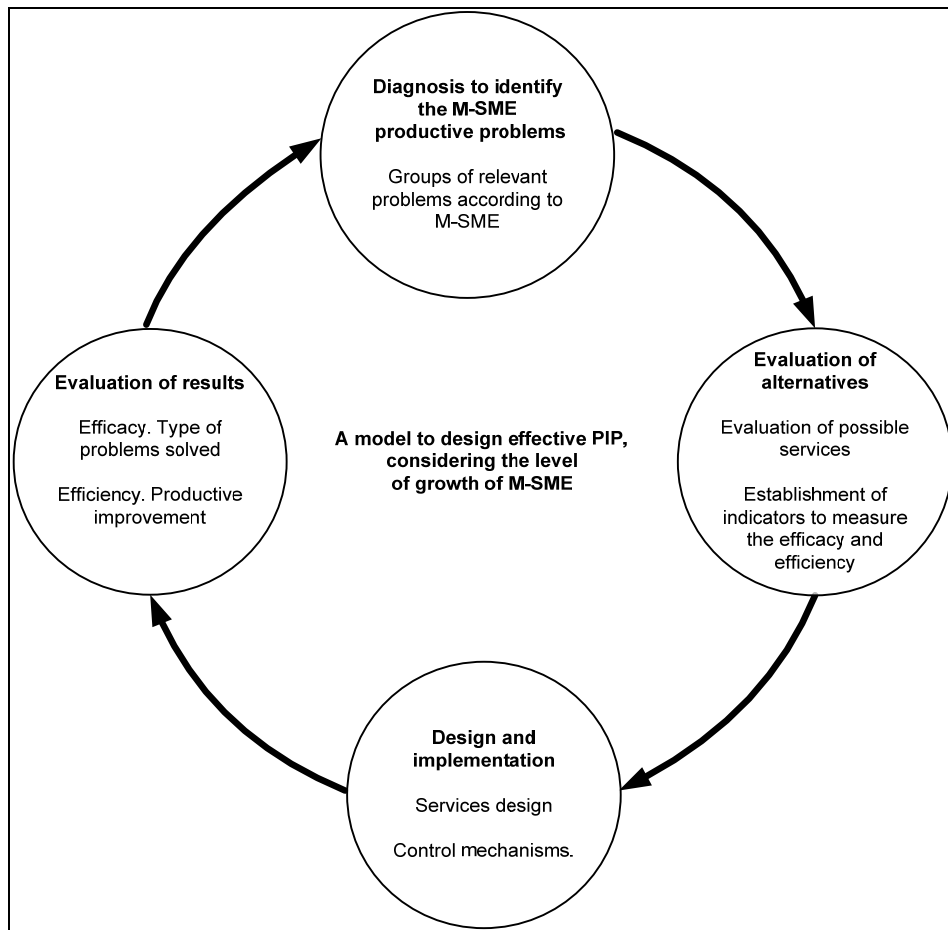 Diagnosis to identify
the M-SME
productive problems
Groups of relevant
problems according to
M-SME
Evaluation of
alternatives
Evaluation of possible
services
Establishment of
indicators to measure
the efficacy and
efficiency
Evaluation of results
Efficacy. Type of
problems solved
Efficiency. Productive
improvement
A model to design effective PIP,
considering the level
of growth of M-SME
Design and
implementation
Services design
Control mechanisms.